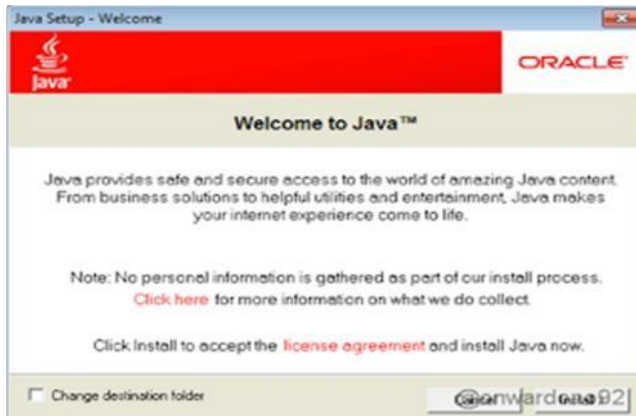 Java Setup - Welcome
Java
ORACLE
Welcome to Java™
Java provides safe and secure access to the world of amazing Java content.
From business solutions to helpful utilities and entertainment, Java makes
your internet experience come to life.
Note: No personal information is gathered as part of our install process.
Click here for more information on what we do collect.
Click Install to accept the license agreement and install Java now.
Change destination folder